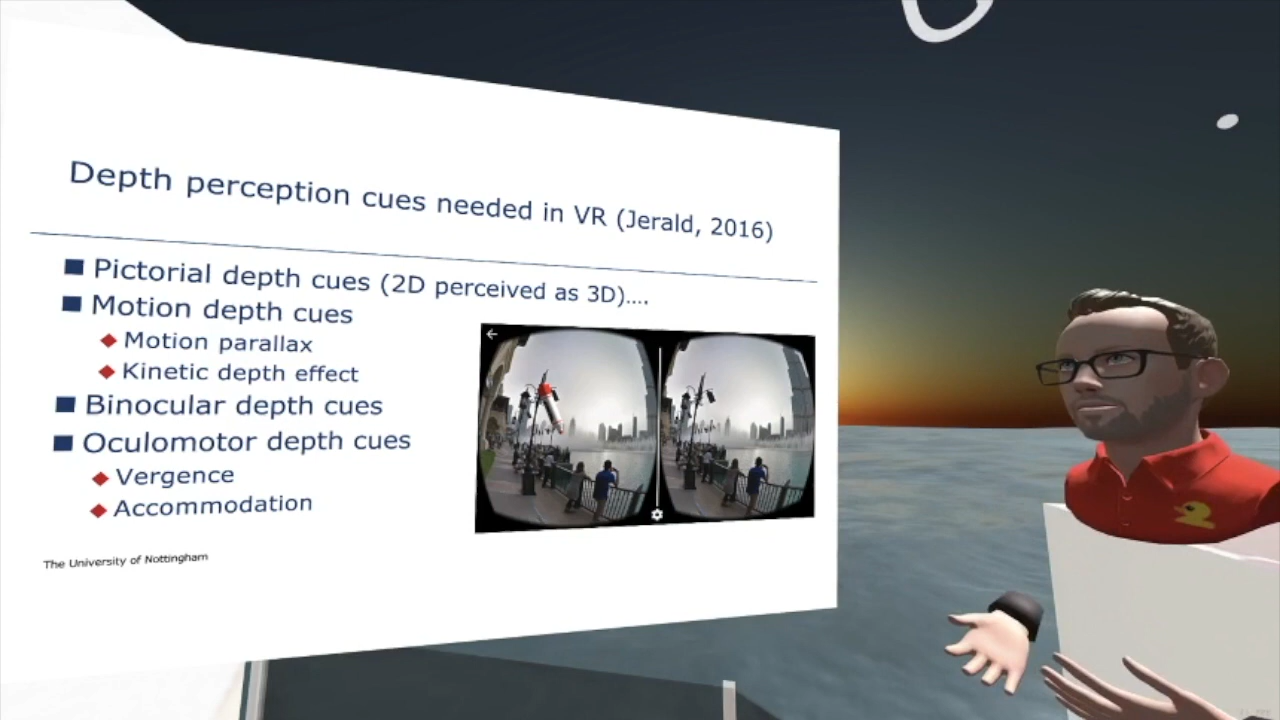 Depth perception cues needed in VR (Jerald, 2016)
Pictorial depth cues (2D perceived as 3D)....
Motion depth cues
Motion parallax
Kinetic depth effect
Binocular depth cues
Oculomotor depth cues
Vergence
Accommodation
The University of Nottingham